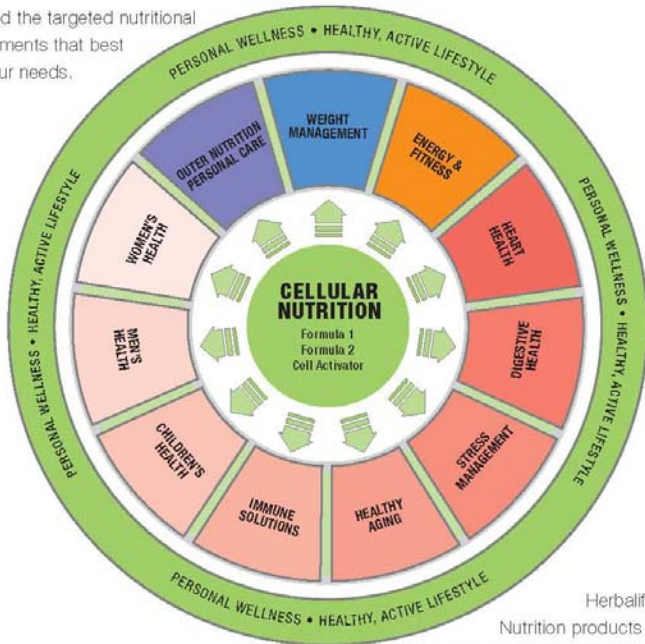 d the targeted nutritional
ments that best
ur needs.
PERSONAL WELLNESS • HEALTHY, ACTIVE LIFESTYLE
WEIGHT
MANAGEMENT
ENERGY &
FITNESS
HEART
HEALTH
DIGESTIVE
HEALTH
STRESS
MANAGEMENT
HEALTHY
AGING
IMMUNE
SOLUTIONS
CHILDREN'S
HEALTH
MEN'S
HEALTH
WOMEN'S
HEALTH
OUTER NUTRITION
PERSONAL CARE
CELLULAR
NUTRITION
Formula 1
Formula 2
Cell Activator
PERSONAL WELLNESS • HEALTHY, ACTIVE LIFESTYLE
PERSONAL WELLNESS • HEALTHY, ACTIVE LIFESTYLE
PERSONAL WELLNESS • HEALTHY, ACTIVE LIFESTYLE
Herbalif
Nutrition products